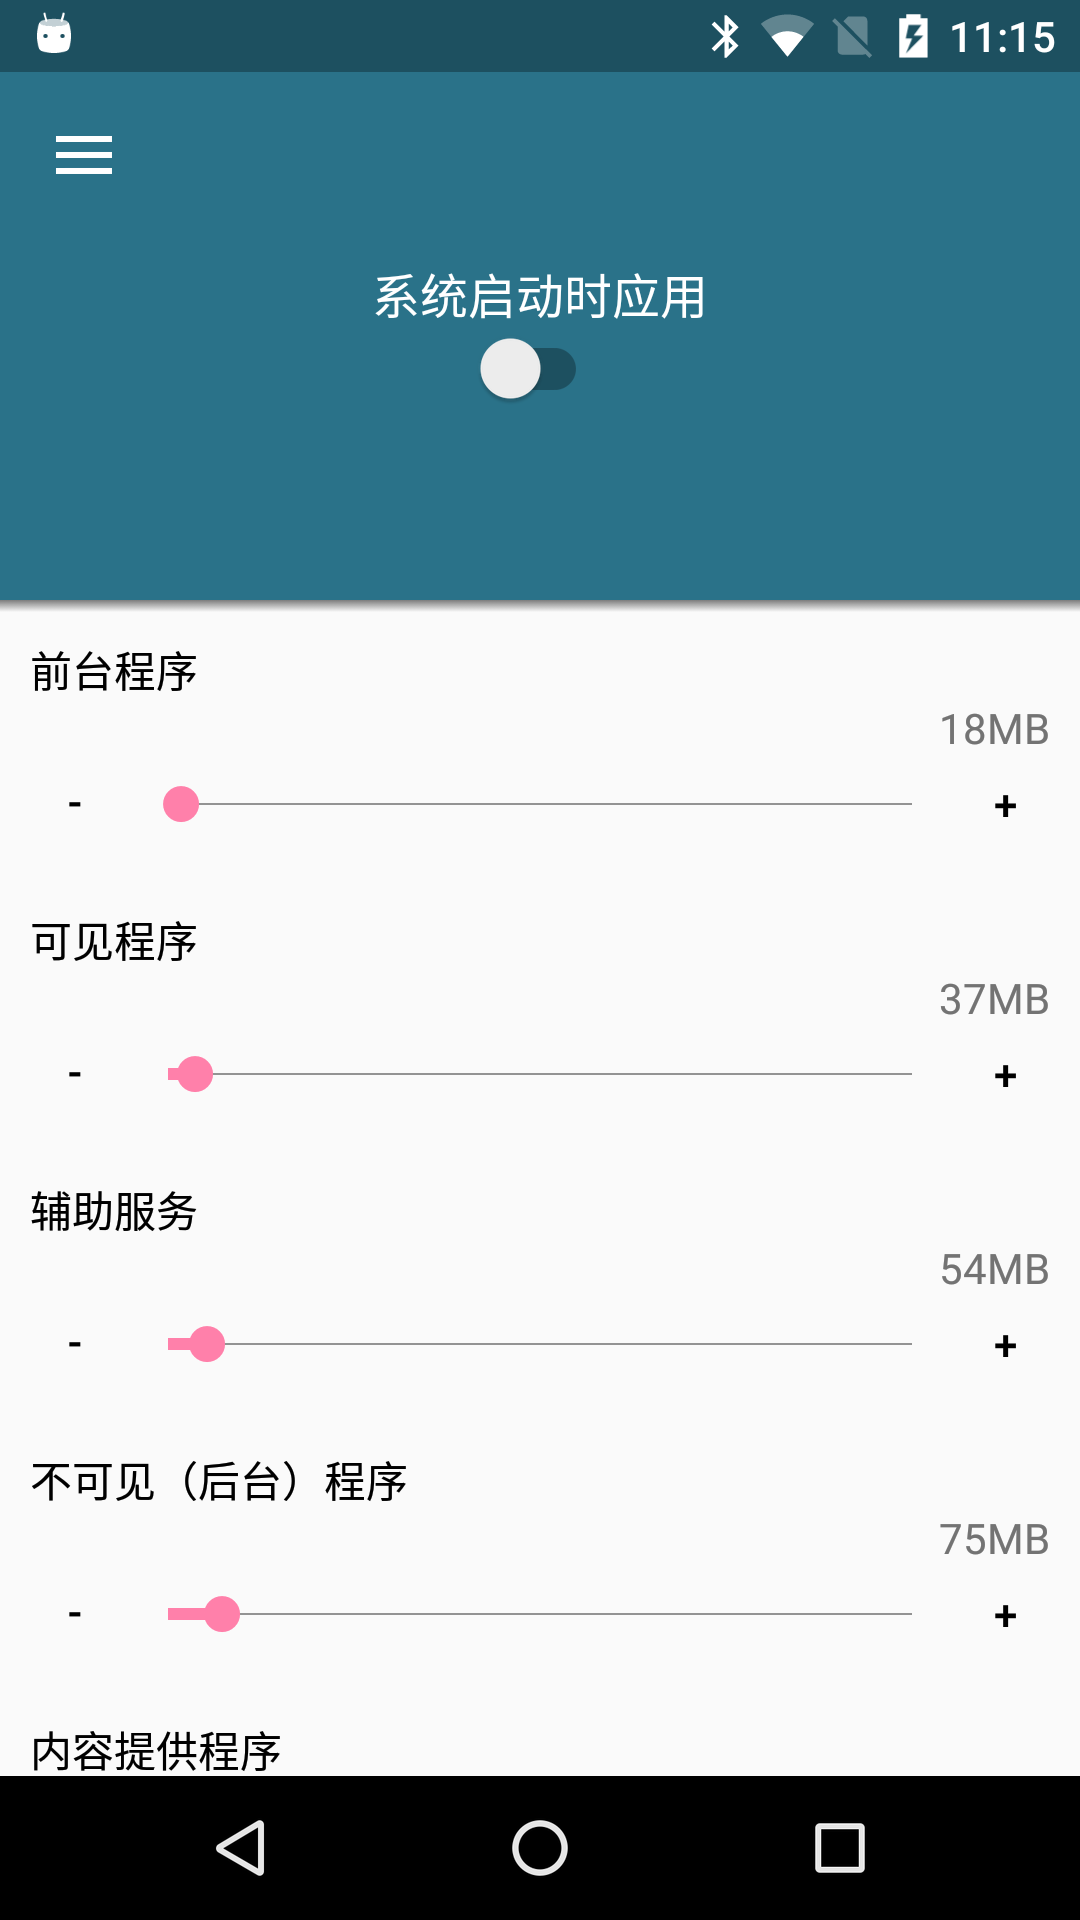 11:15
系统启动时应用
前台程序
18MB
- +
可见程序
37MB
- +
辅助服务
54MB
- +
不可见（后台）程序
75MB
- +
内容提供程序